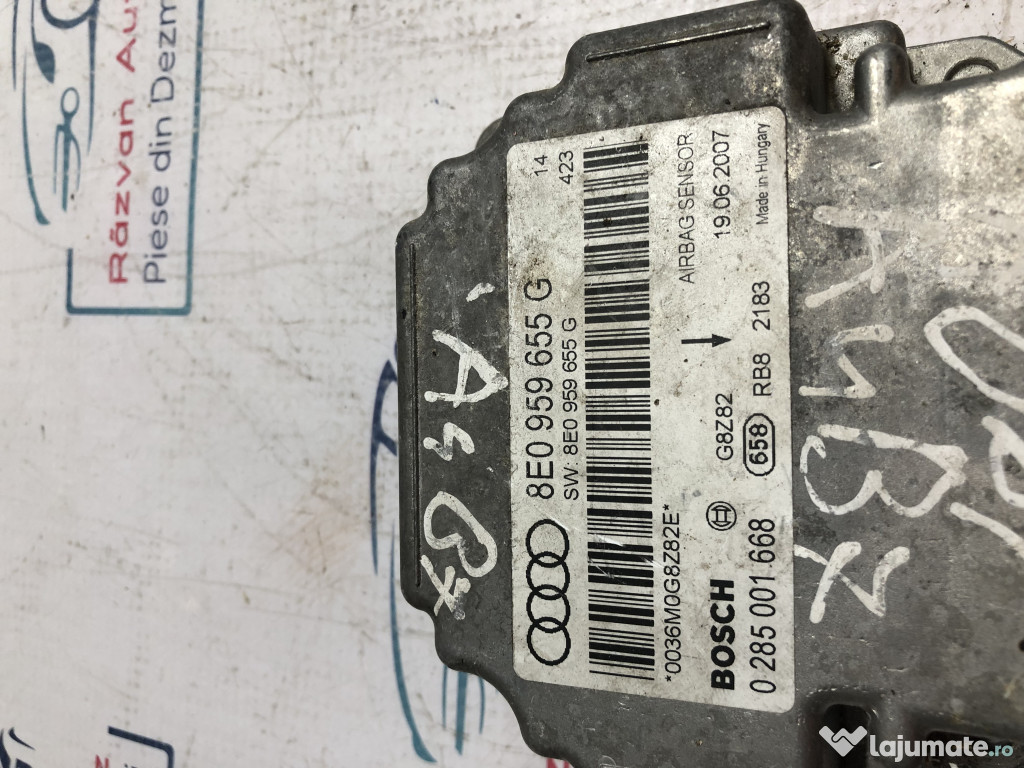 Răzvan Au
Piese din Dezm
A4 B7
8E0 959 655 G
SW: 8E0 959 655 G
14
423
*0036M0G8Z82E*
AIRBAG SENSOR
BOSCH
G8Z82
19.06.2007
0 285 001 668
658
RB8 2183
Made in Hungary
A4B7
lajumate.ro